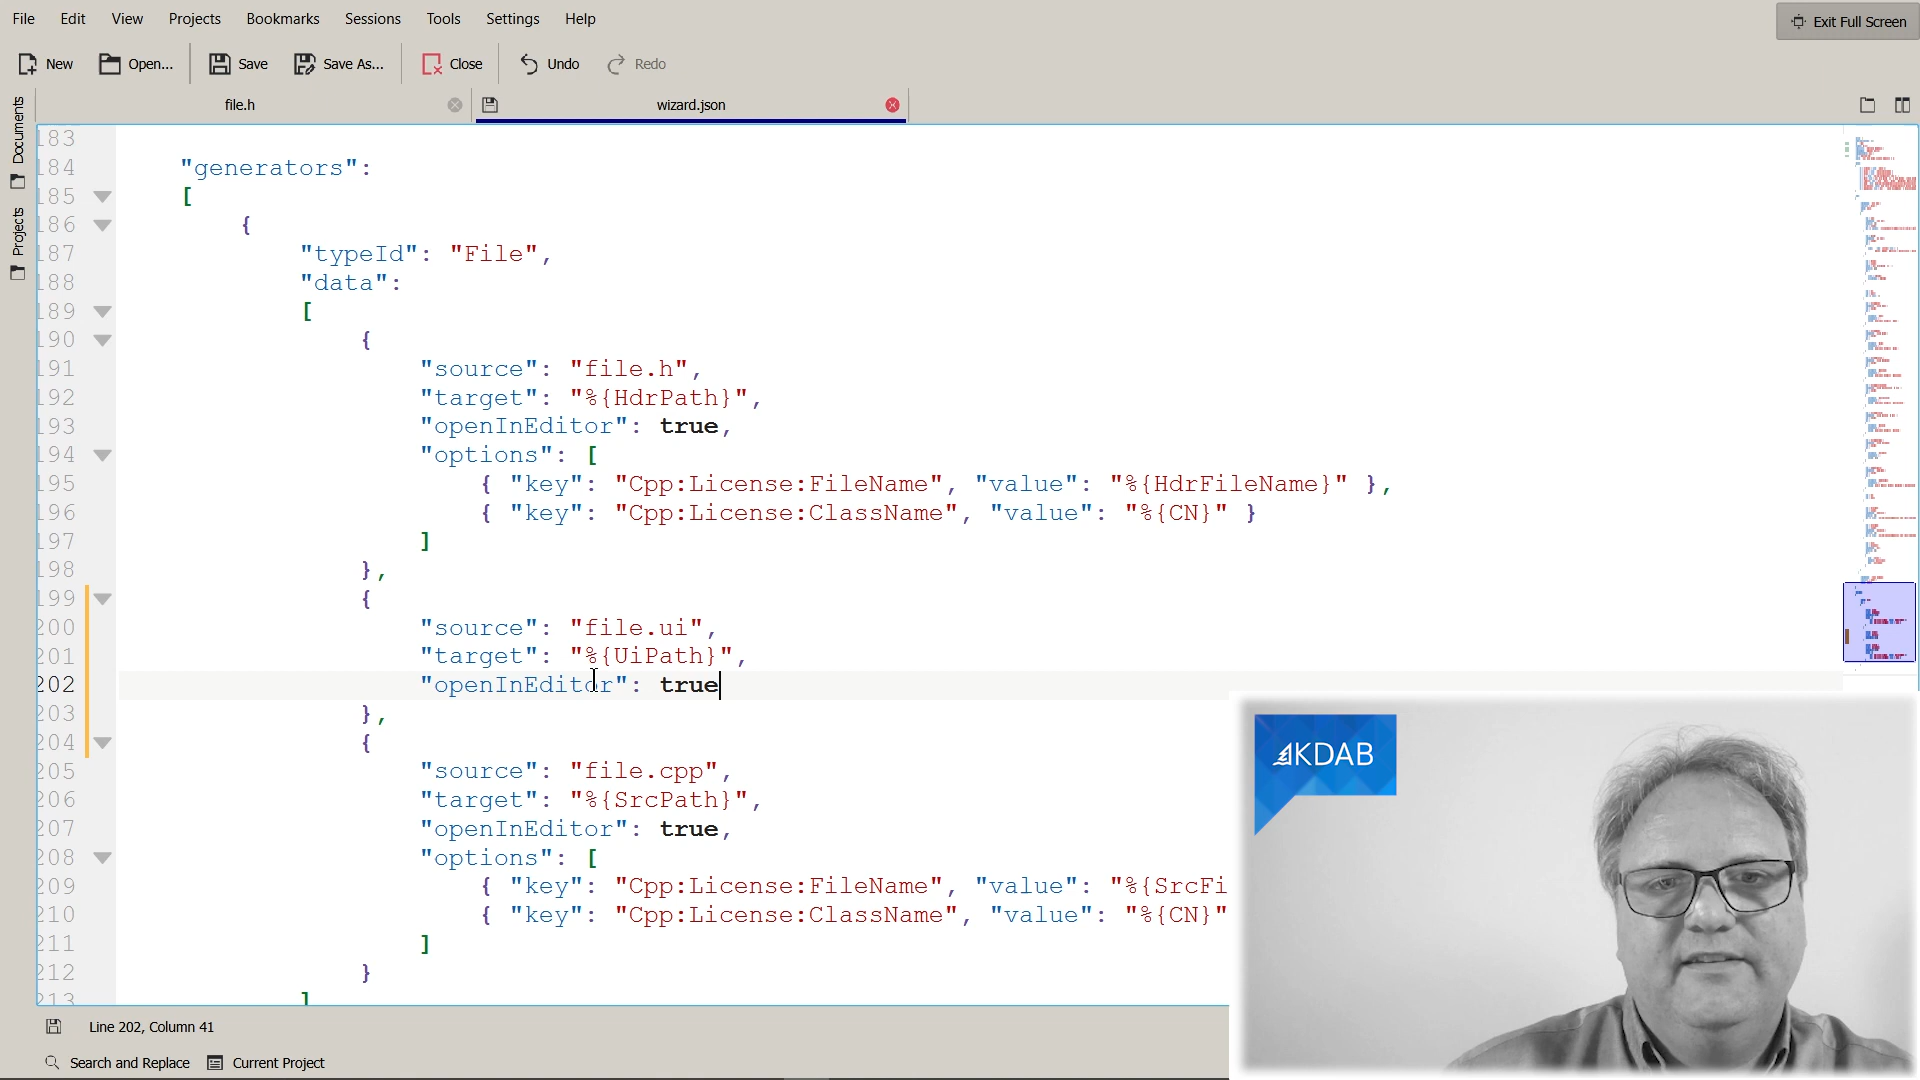 File Edit View Projects Bookmarks Sessions Tools Settings Help
Exit Full Screen
New Open... Save Save As... Close Undo Redo
file.h wizard.json
Documents
Projects
183
184 "generators":
185 [
186 {
187 "typeId": "File",
188 "data":
189 [
190 {
191 "source": "file.h",
192 "target": "%{HdrPath}",
193 "openInEditor": true,
194 "options": [
195 { "key": "Cpp:License:FileName", "value": "%{HdrFileName}" },
196 { "key": "Cpp:License:ClassName", "value": "%{CN}" }
197 ]
198 },
199 {
200 "source": "file.ui",
201 "target": "%{UiPath}",
202 "openInEditor": true
203 },
204 {
205 "source": "file.cpp",
206 "target": "%{SrcPath}",
207 "openInEditor": true,
208 "options": [
209 { "key": "Cpp:License:FileName", "value": "%{SrcFi
210 { "key": "Cpp:License:ClassName", "value": "%{CN}"
211 ]
212 }
213 ]
KDAB
Line 202, Column 41
Search and Replace Current Project